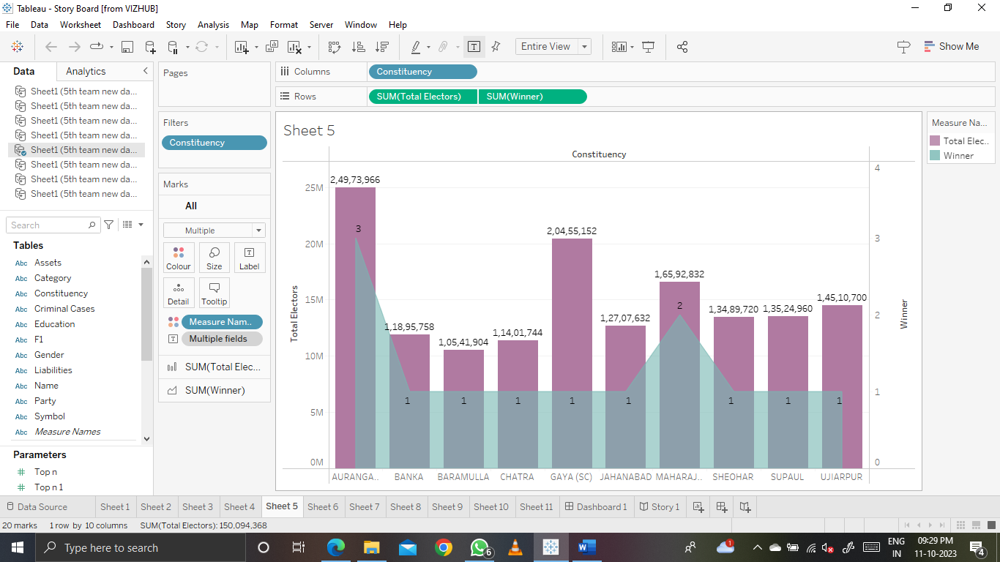 Tableau - Story Board [from VIZHUB]
File Data Worksheet Dashboard Story Analysis Map Format Server Window Help
Entire View
Show Me
Data Analytics
Sheet1 (5th team new da...
Sheet1 (5th team new da...
Sheet1 (5th team new da...
Sheet1 (5th team new da...
Sheet1 (5th team new da...
Sheet1 (5th team new da...
Sheet1 (5th team new da...
Sheet1 (5th team new da...
Search
Tables
Abc Assets
Abc Category
Abc Constituency
Abc Criminal Cases
Abc Education
Abc F1
Abc Gender
Abc Liabilities
Abc Name
Abc Party
Abc Symbol
Abc Measure Names
Parameters
Top n
Top n 1
Pages
Filters
Constituency
Marks
All
Multiple
Colour Size Label
Detail Tooltip
Measure Nam..
Multiple fields
SUM(Total Elec...
SUM(Winner)
Columns Constituency
Rows SUM(Total Electors) SUM(Winner)
Sheet 5
Constituency
Total Electors
25M
20M
15M
10M
5M
0M
2,49,73,966
1,18,95,758
1,05,41,904
1,14,01,744
2,04,55,152
1,27,07,632
1,65,92,832
1,34,89,720
1,35,24,960
1,45,10,700
3
1
1
1
1
1
2
1
1
1
4
3
2
1
0
Winner
AURANGA.. BANKA BARAMULLA CHATRA GAYA (SC) JAHANABAD MAHARAJ.. SHEOHAR SUPAUL UJIARPUR
Measure Na...
Total Elec..
Winner
Data Source Sheet 1 Sheet 2 Sheet 3 Sheet 4 Sheet 5 Sheet 6 Sheet 7 Sheet 8 Sheet 9 Sheet 10 Sheet 11 Dashboard 1 Story 1
20 marks 1 row by 10 columns SUM(Total Electors): 150,094,368
Type here to search
6
1
ENG
IN
09:29 PM
11-10-2023
4